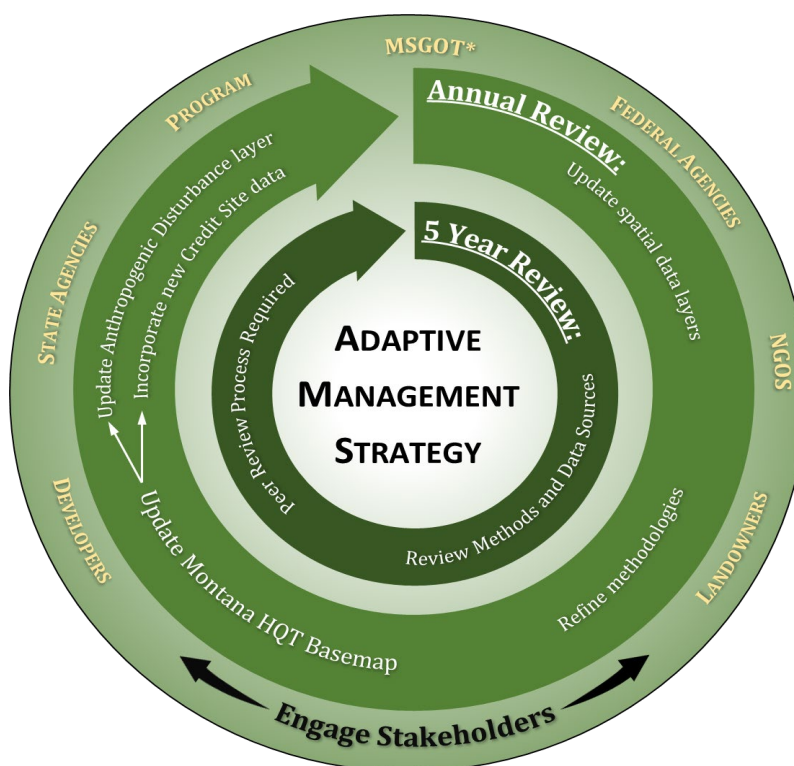 MSGOT*
FEDERAL AGENCIES
NGOS
LANDOWNERS
Engage Stakeholders
DEVELOPERS
STATE AGENCIES
PROGRAM
Annual Review:
Update spatial data layers
Refine methodologies
Update Montana HQT Basemap
Update Anthropogenic Disturbance layer
Incorporate new Credit Site data
5 Year Review:
Review Methods and Data Sources
Peer Review Process Required
ADAPTIVE
MANAGEMENT
STRATEGY